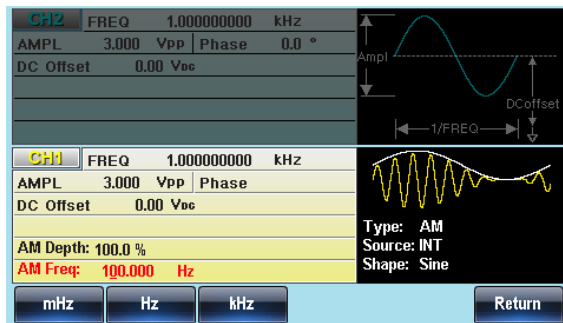 CH2 FREQ 1.000000000 kHz
AMPL 3.000 Vpp Phase 0.0 °
DC Offset 0.00 VDC
Ampl
DCoffset
1/FREQ
CH1 FREQ 1.000000000 kHz
AMPL 3.000 Vpp Phase
DC Offset 0.00 VDC
AM Depth: 100.0 %
AM Freq: 100.000 Hz
Type: AM
Source: INT
Shape: Sine
mHz Hz kHz Return